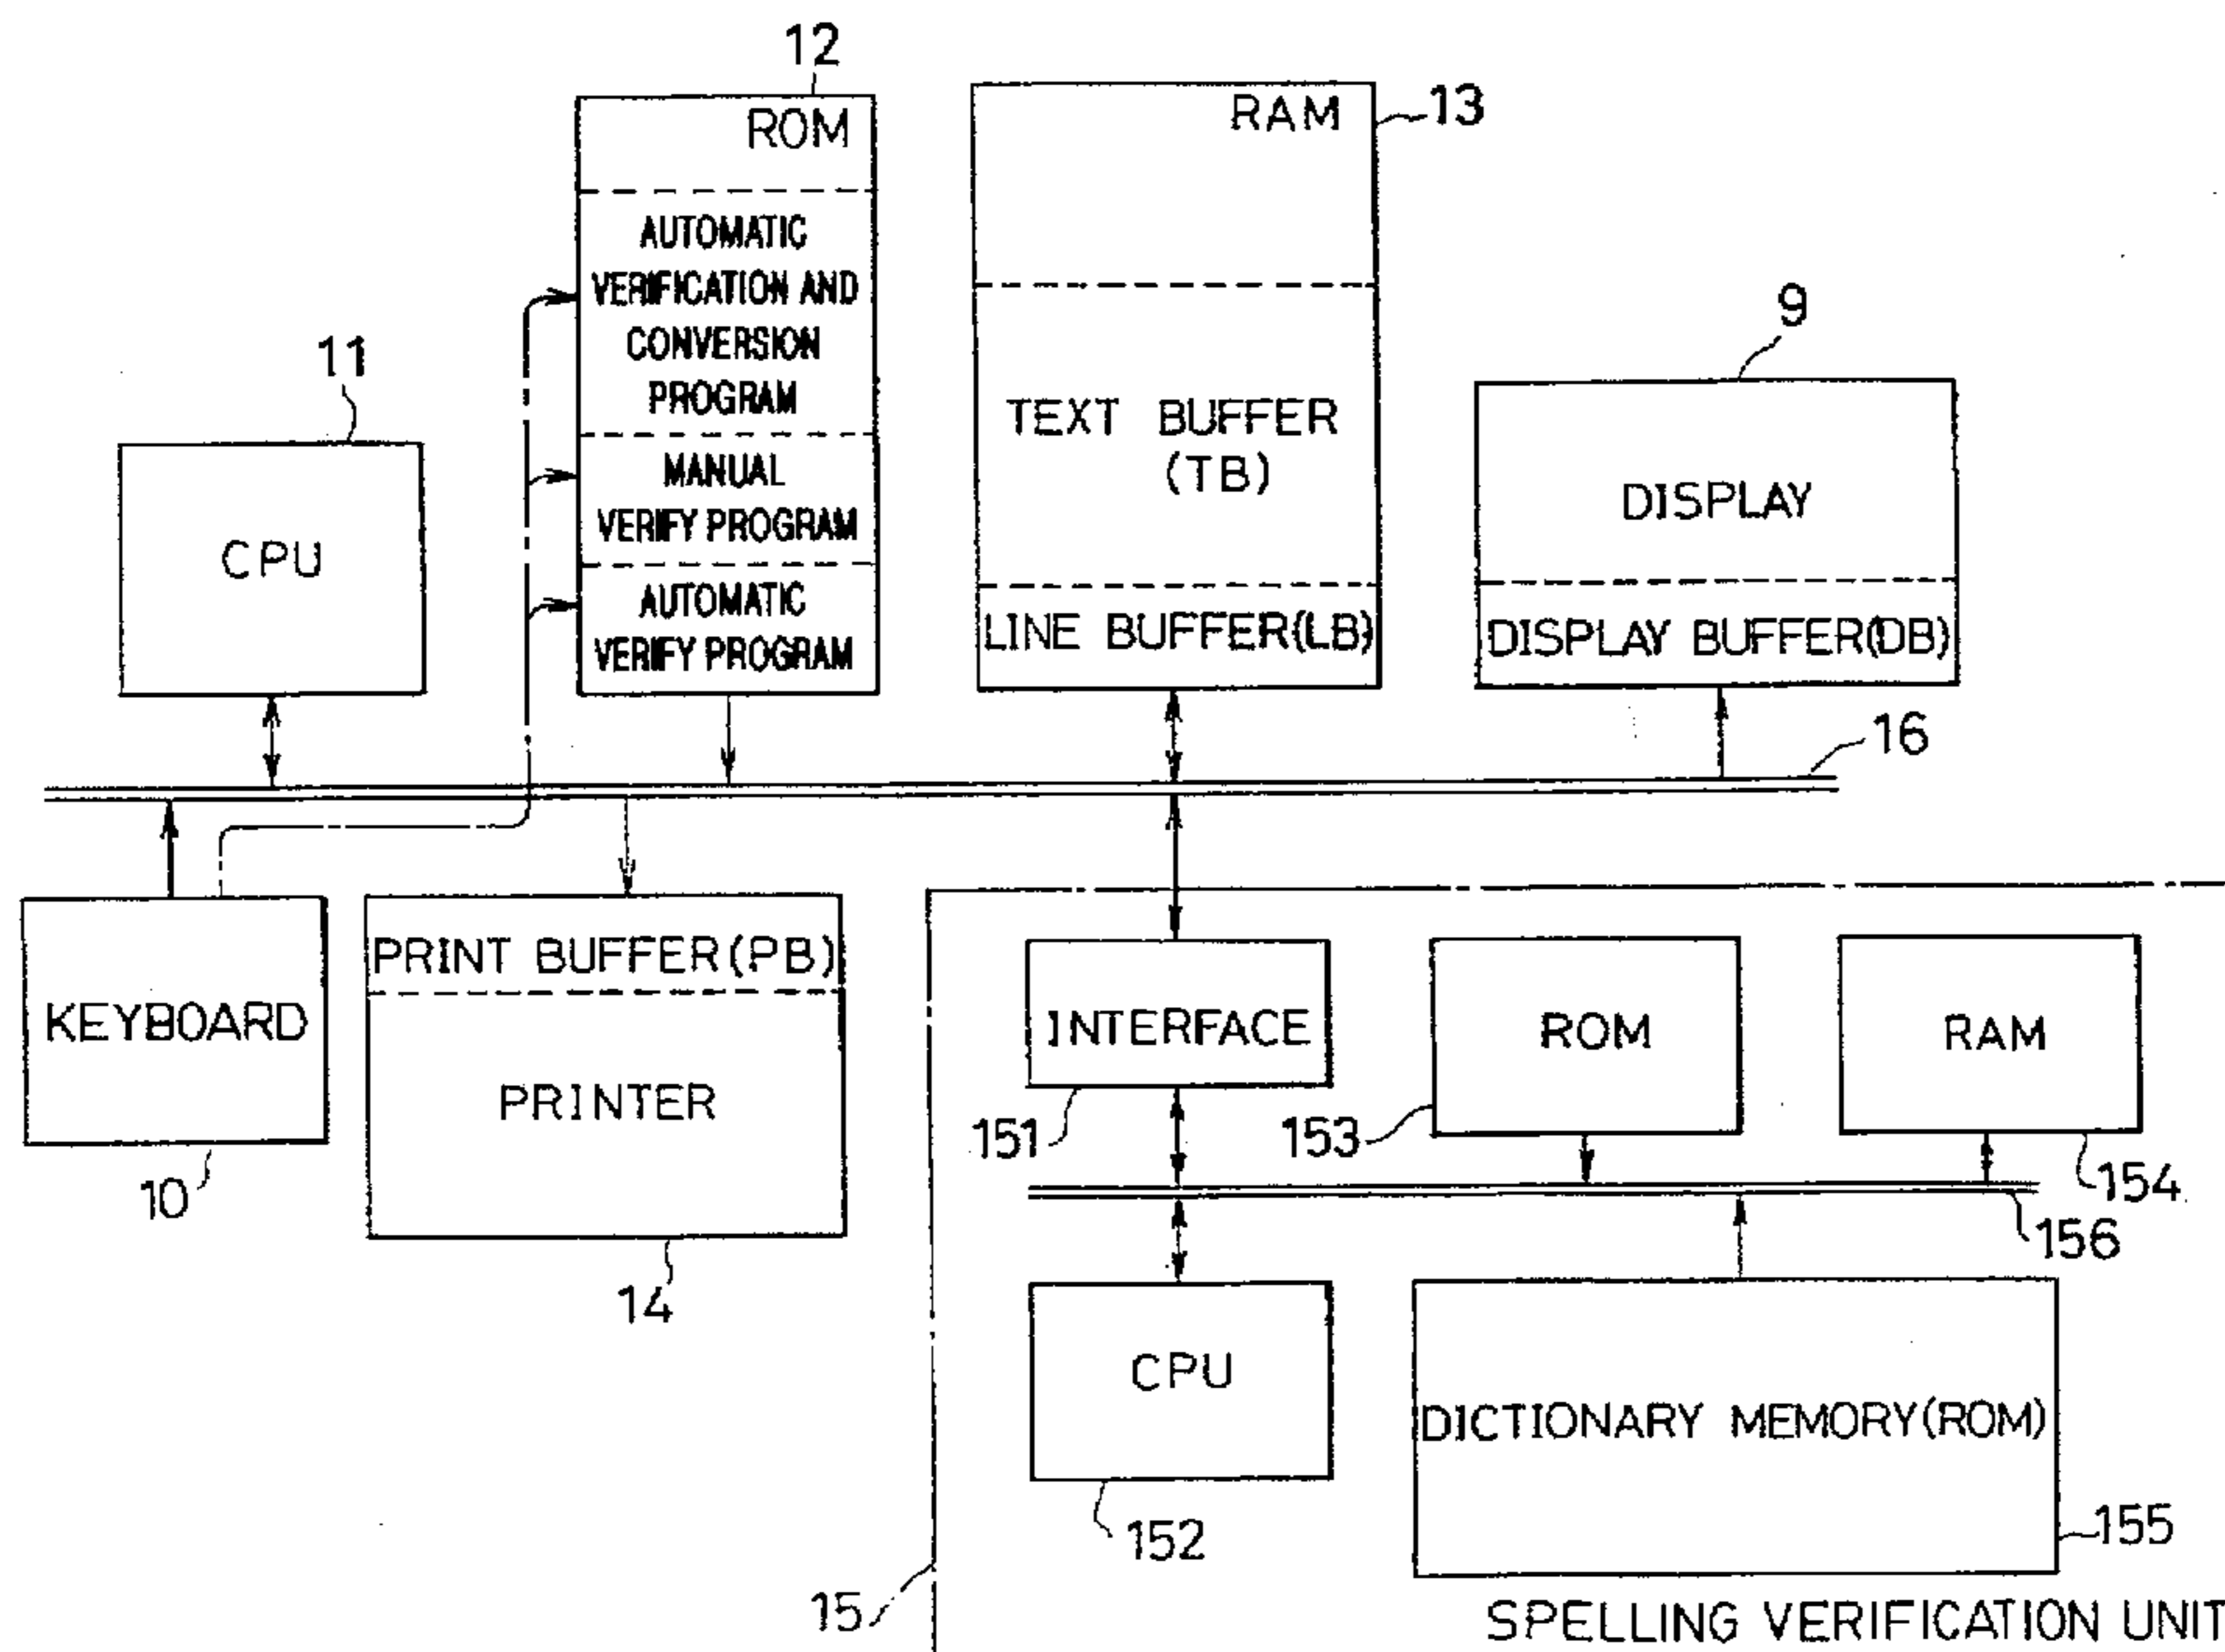 12
ROM
AUTOMATIC
VERIFICATION AND
CONVERSION
PROGRAM
MANUAL
VERIFY PROGRAM
AUTOMATIC
VERIFY PROGRAM
RAM
13
TEXT BUFFER
(TB)
LINE BUFFER(LB)
9
DISPLAY
DISPLAY BUFFER(DB)
11
CPU
16
KEYBOARD
10
PRINT BUFFER(PB)
PRINTER
14
INTERFACE
151
ROM
153
RAM
154
156
CPU
152
DICTIONARY MEMORY(ROM)
155
15
SPELLING VERIFICATION UNIT